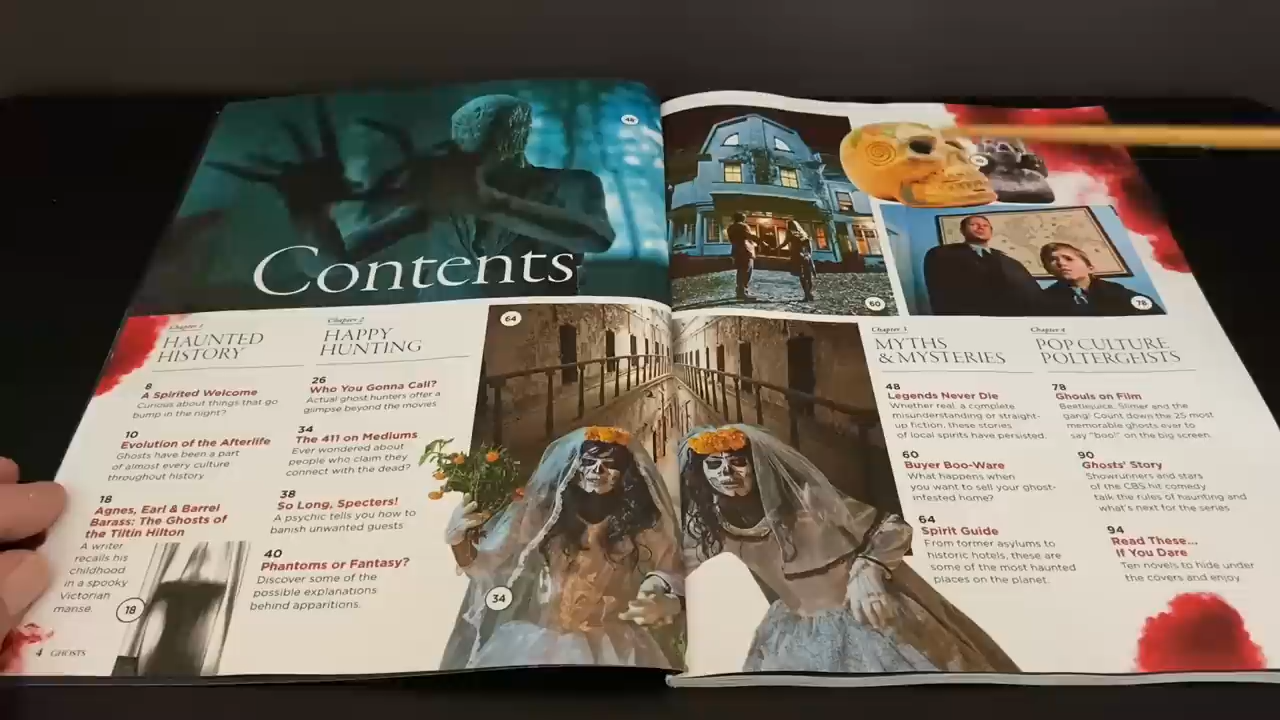 48
Contents
60
78
64
Chapter 1
HAUNTED
HISTORY
8
A Spirited Welcome
Curious about things that go
bump in the night?
10
Evolution of the Afterlife
Ghosts have been a
part of almost every culture
throughout history
18
Agnes, Earl & Barrel
Barass: The Ghosts of
the Tiltin Hilton
A writer
recalls his
childhood
in a spooky
Victorian
manse.
18
Chapter 2
HAPPY
HUNTING
26
Who You Gonna Call?
Actual ghost hunters offer a
glimpse beyond the movies
34
The 411 on Mediums
Ever wondered about
people who claim they
connect with the dead?
38
So Long, Specters!
A psychic tells you how to
banish unwanted guests
40
Phantoms or Fantasy?
Discover some of the
possible explanations
behind apparitions.
34
4 GHOSTS
Chapter 3
MYTHS
& MYSTERIES
48
Legends Never Die
Whether real, a complete
misunderstanding or straight-
up fiction, these stories
of local spirits have persisted.
60
Buyer Boo-Ware
What happens when
you want to sell your ghost-
infested home?
64
Spirit Guide
From former asylums to
historic hotels, these are
some of the most haunted
places on the planet.
Chapter 4
POP CULTURE
POLTERGHISTS
78
Ghouls on Film
Beetlejuice, Slimer and the
gang! Count down the 25 most
memorable ghosts ever to
say "boo!" on the big screen.
90
Ghosts' Story
Showrunners and stars
of the CBS hit comedy
talk the rules of haunting and
what's next for the series
94
Read These...
If You Dare
Ten novels to hide under
the covers and enjoy.